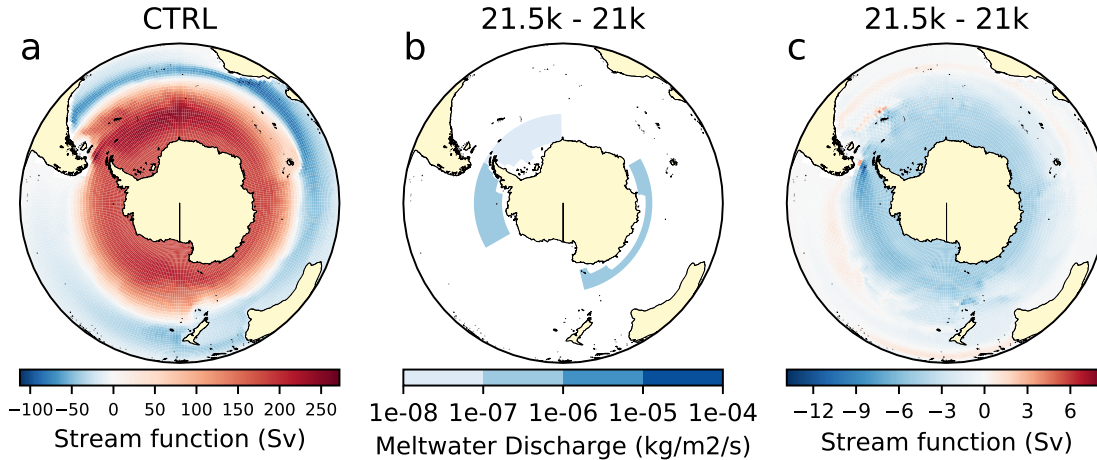 CTRL
21.5k - 21k
21.5k - 21k
a
b
c
−100 −50 0 50 100 150 200 250
1e-08 1e-07 1e-06 1e-05 1e-04
−12 −9 −6 −3 0 3 6
Stream function (Sv)
Meltwater Discharge (kg/m2/s)
Stream function (Sv)